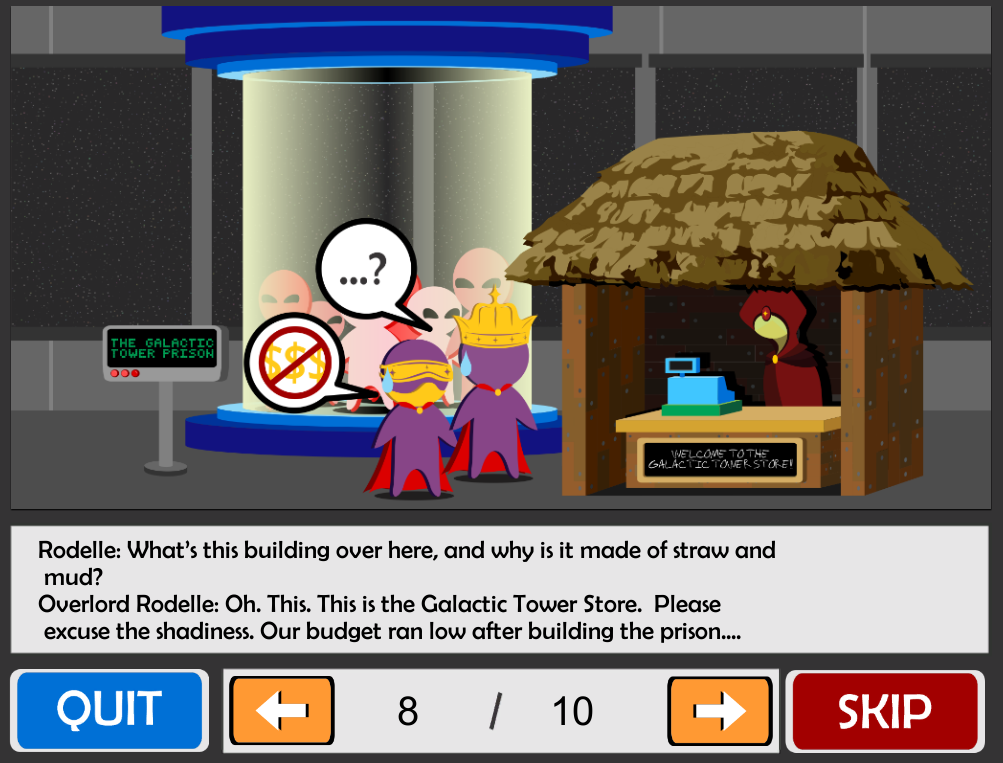 ...?
THE GALACTIC
TOWER PRISON
$$$
WELCOME TO THE
GALACTIC TOWER STORE!!
Rodelle: What's this building over here, and why is it made of straw and
mud?
Overlord Rodelle: Oh. This. This is the Galactic Tower Store.  Please
excuse the shadiness. Our budget ran low after building the prison....
QUIT
8 / 10
SKIP